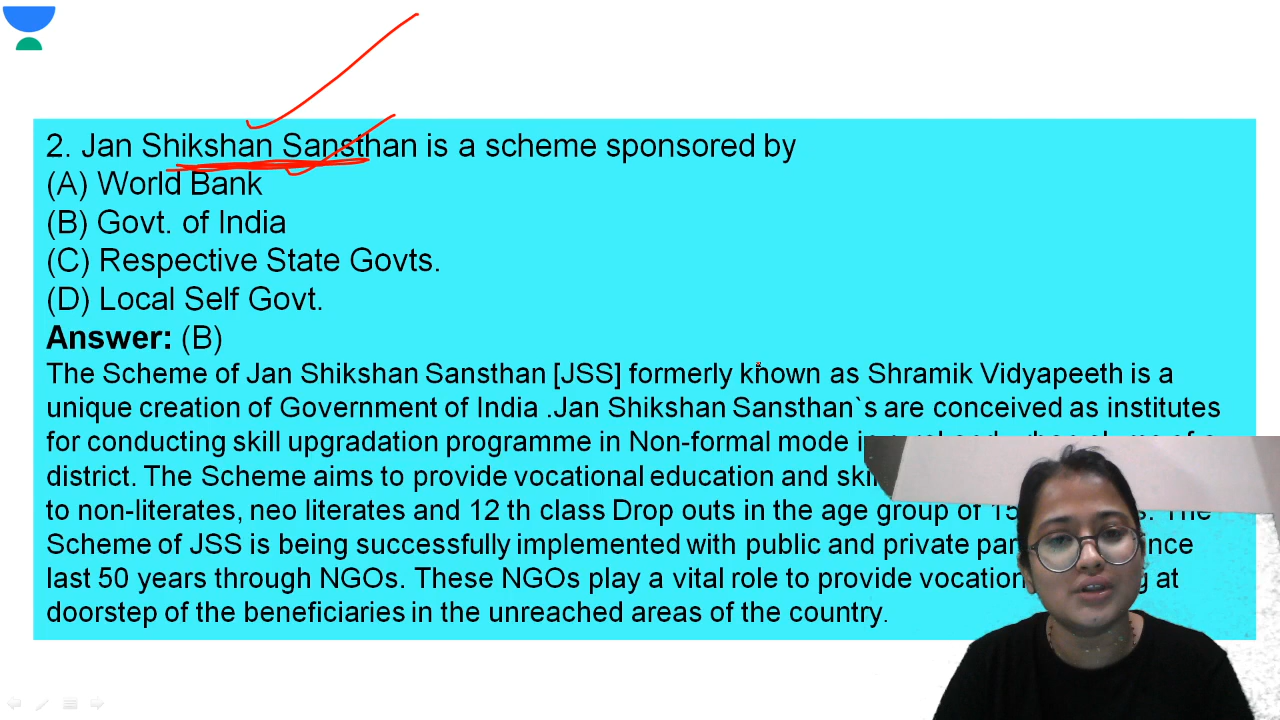 2. Jan Shikshan Sansthan is a scheme sponsored by
(A) World Bank
(B) Govt. of India
(C) Respective State Govts.
(D) Local Self Govt.
Answer: (B)
The Scheme of Jan Shikshan Sansthan [JSS] formerly known as Shramik Vidyapeeth is a
unique creation of Government of India .Jan Shikshan Sansthan`s are conceived as institutes
for conducting skill upgradation programme in Non-formal mode
district. The Scheme aims to provide vocational education and
to non-literates, neo literates and 12 th class Drop outs in the age group of
Scheme of JSS is being successfully implemented with public and private
last 50 years through NGOs. These NGOs play a vital role to provide at
doorstep of the beneficiaries in the unreached areas of the country.